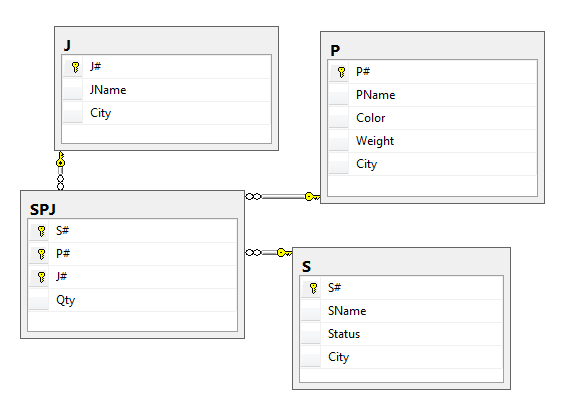 J
J#
JName
City
P
P#
PName
Color
Weight
City
SPJ
S#
P#
J#
Qty
S
S#
SName
Status
City